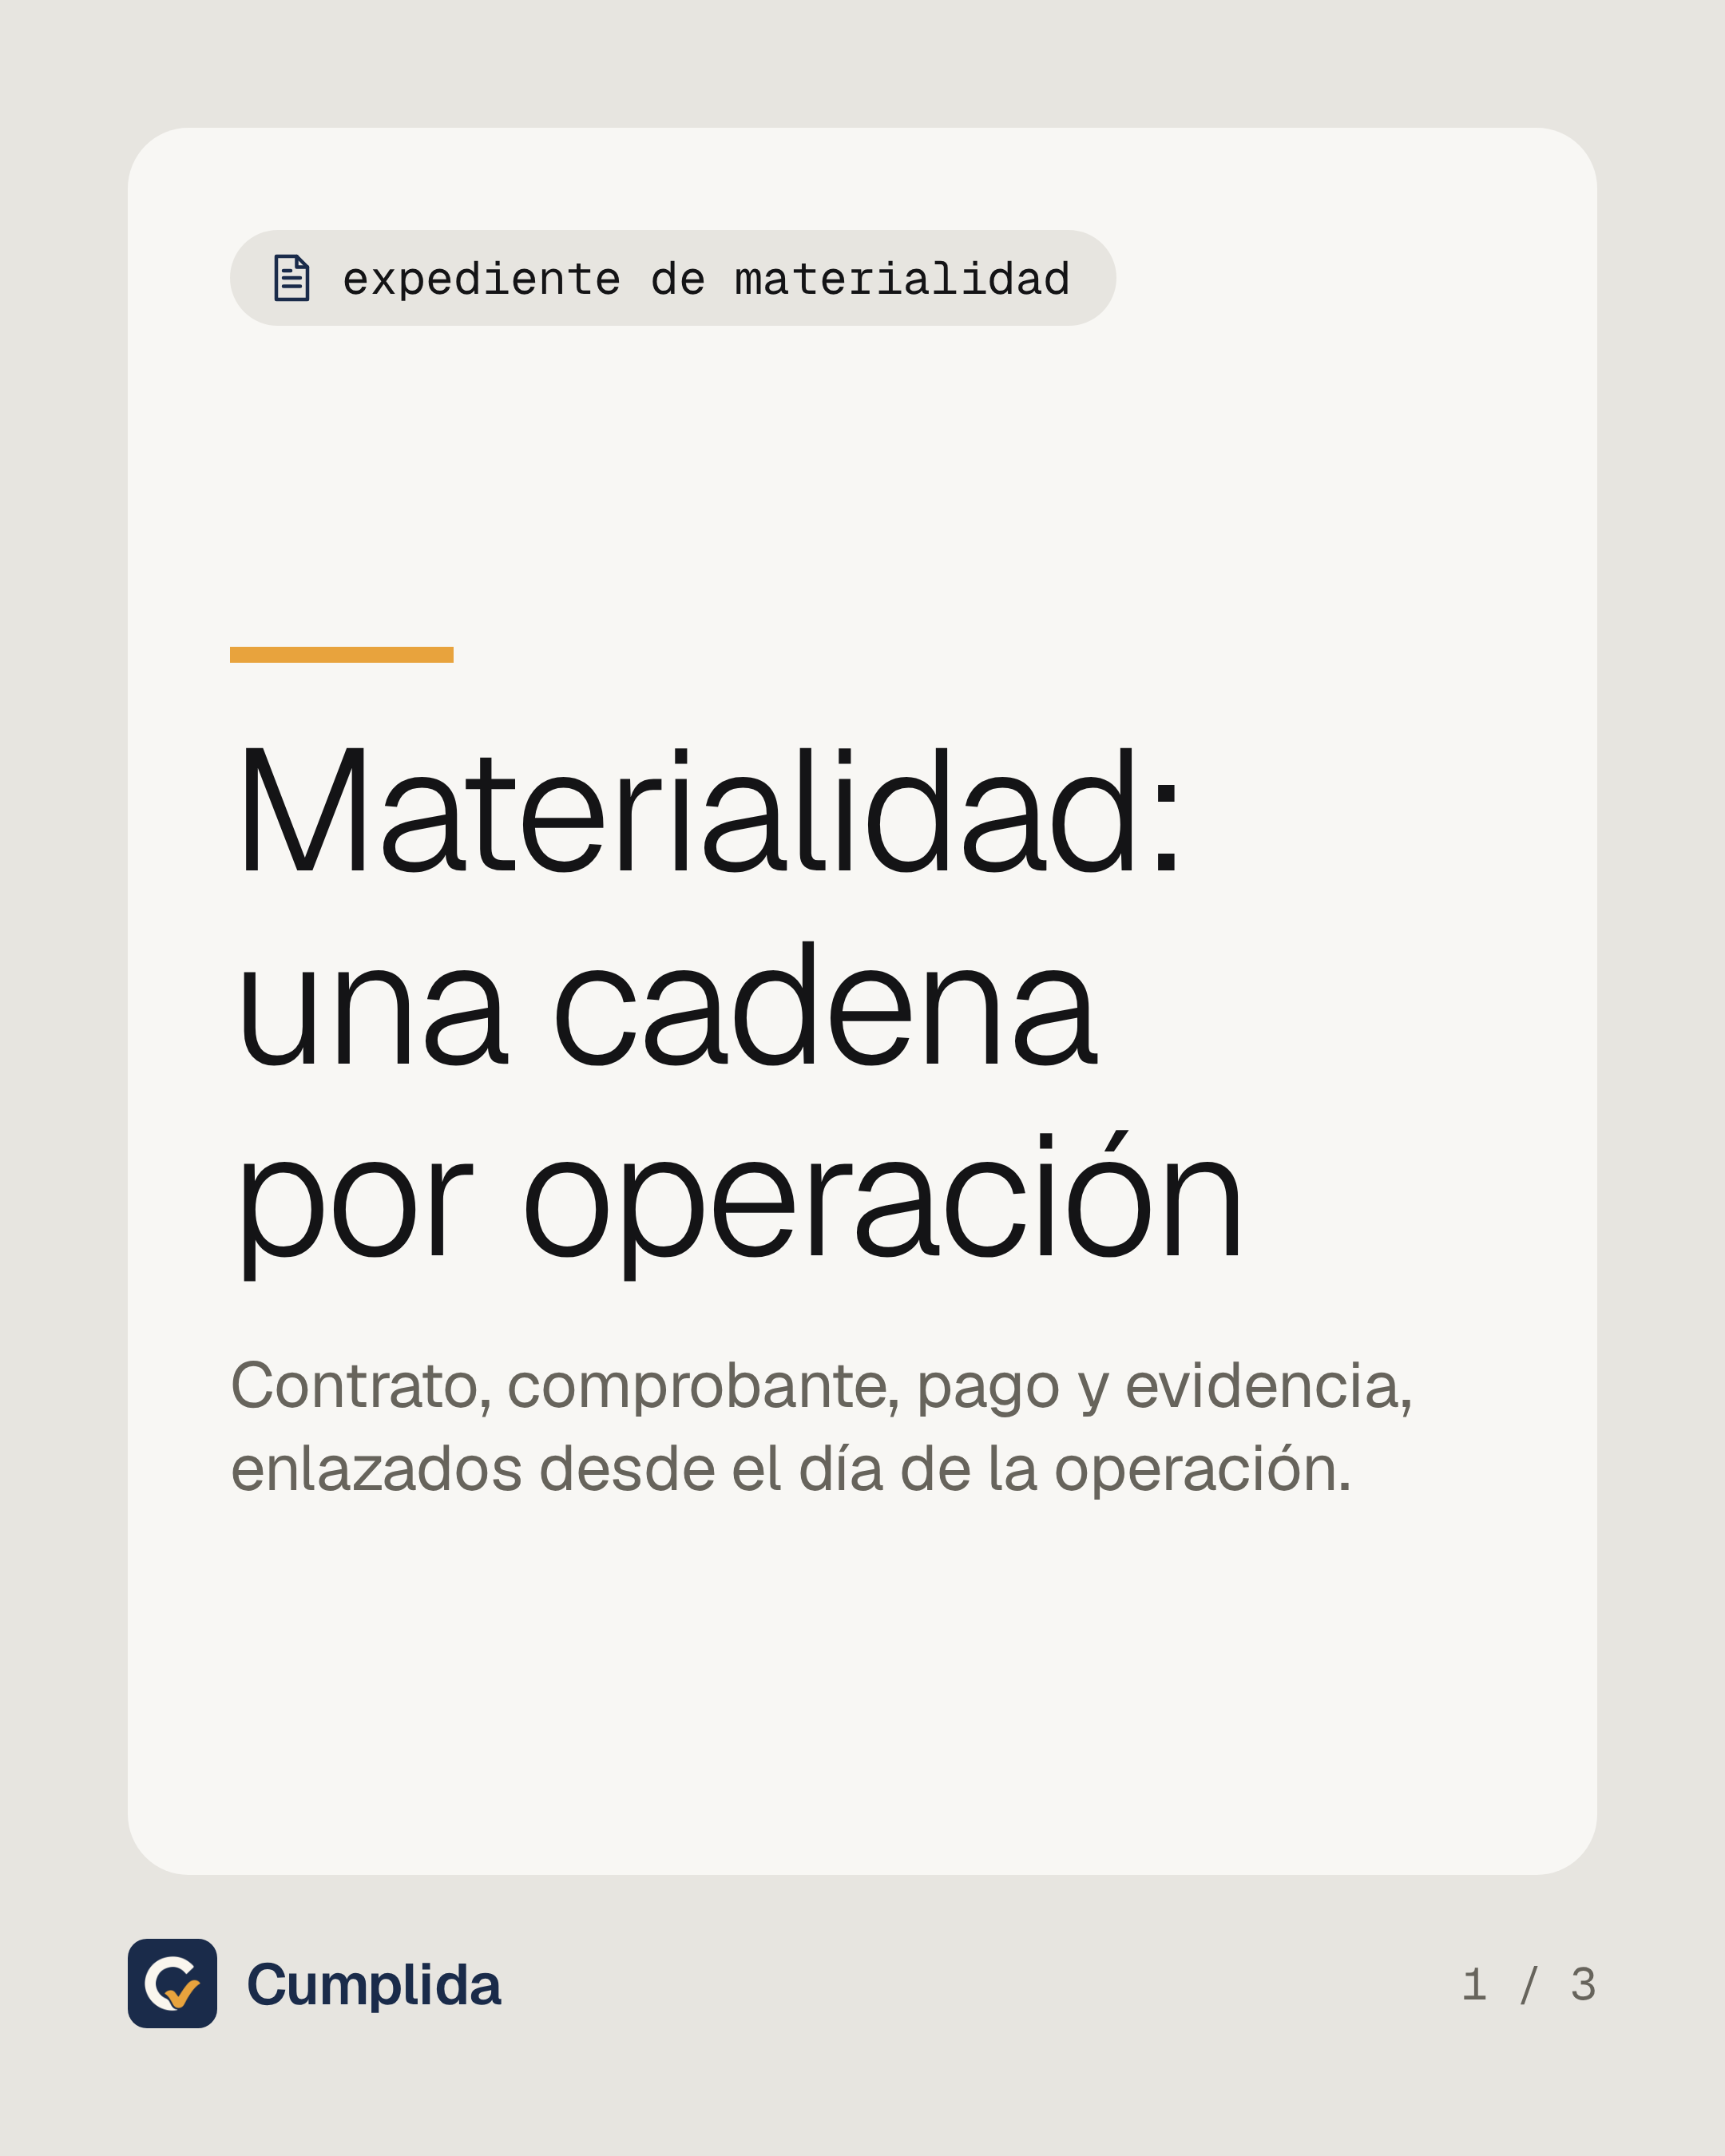 expediente de materialidad
Materialidad:
una cadena
por operación
Contrato, comprobante, pago y evidencia,
enlazados desde el día de la operación.
Cumplida
1 / 3